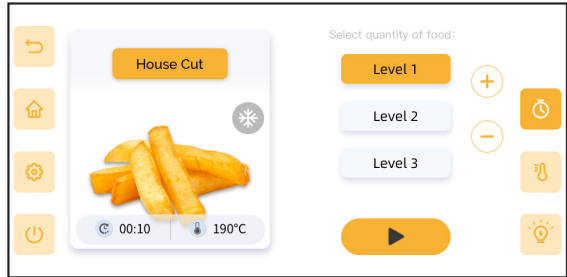 House Cut
00:10
190°C
Select quantity of food:
Level 1
Level 2
Level 3